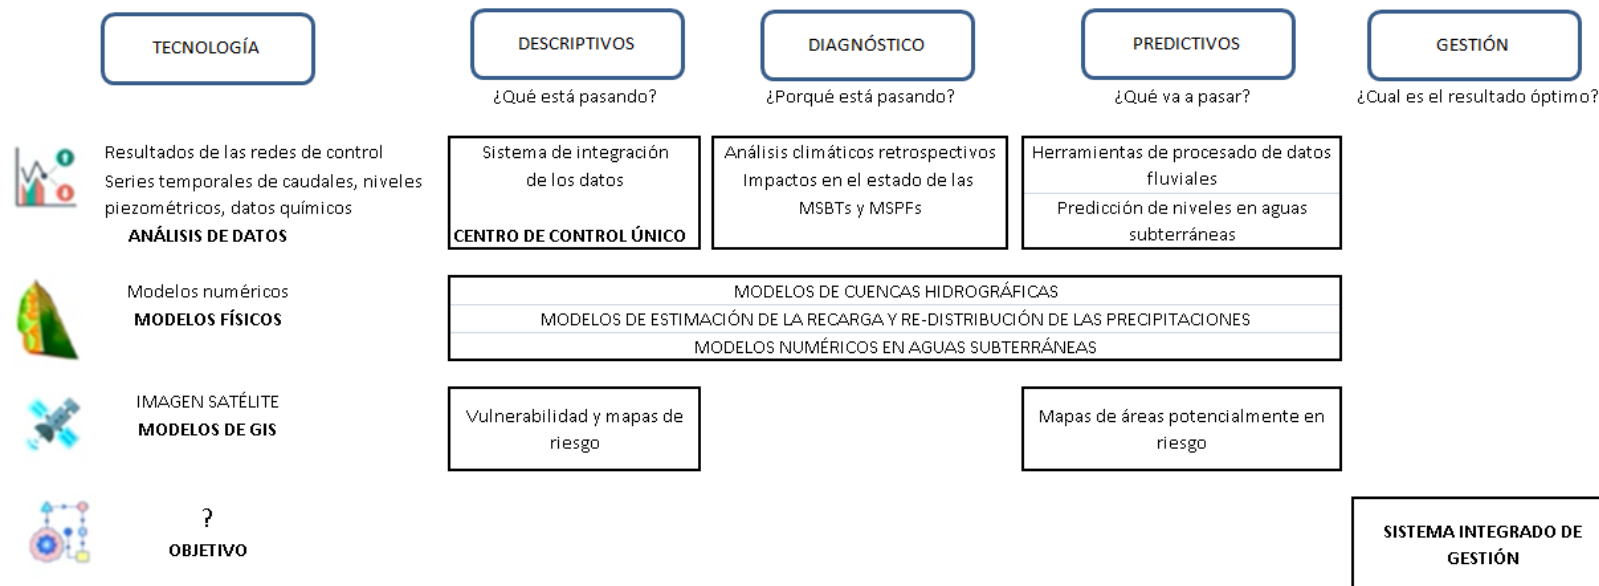 TECNOLOGÍA
DESCRIPTIVOS
DIAGNÓSTICO
PREDICTIVOS
GESTIÓN
¿Qué está pasando?
¿Porqué está pasando?
¿Qué va a pasar?
¿Cual es el resultado óptimo?
Resultados de las redes de control
Series temporales de caudales, niveles
piezométricos, datos químicos
ANÁLISIS DE DATOS
Sistema de integración
de los datos
CENTRO DE CONTROL ÚNICO
Análisis climáticos retrospectivos
Impactos en el estado de las
MSBTs y MSPFs
Herramientas de procesado de datos
fluviales
Predicción de niveles en aguas
subterráneas
Modelos numéricos
MODELOS FÍSICOS
MODELOS DE CUENCAS HIDROGRÁFICAS
MODELOS DE ESTIMACIÓN DE LA RECARGA Y RE-DISTRIBUCIÓN DE LAS PRECIPITACIONES
MODELOS NUMÉRICOS EN AGUAS SUBTERRÁNEAS
IMAGEN SATÉLITE
MODELOS DE GIS
Vulnerabilidad y mapas de
riesgo
Mapas de áreas potencialmente en
riesgo
?
OBJETIVO
SISTEMA INTEGRADO DE
GESTIÓN